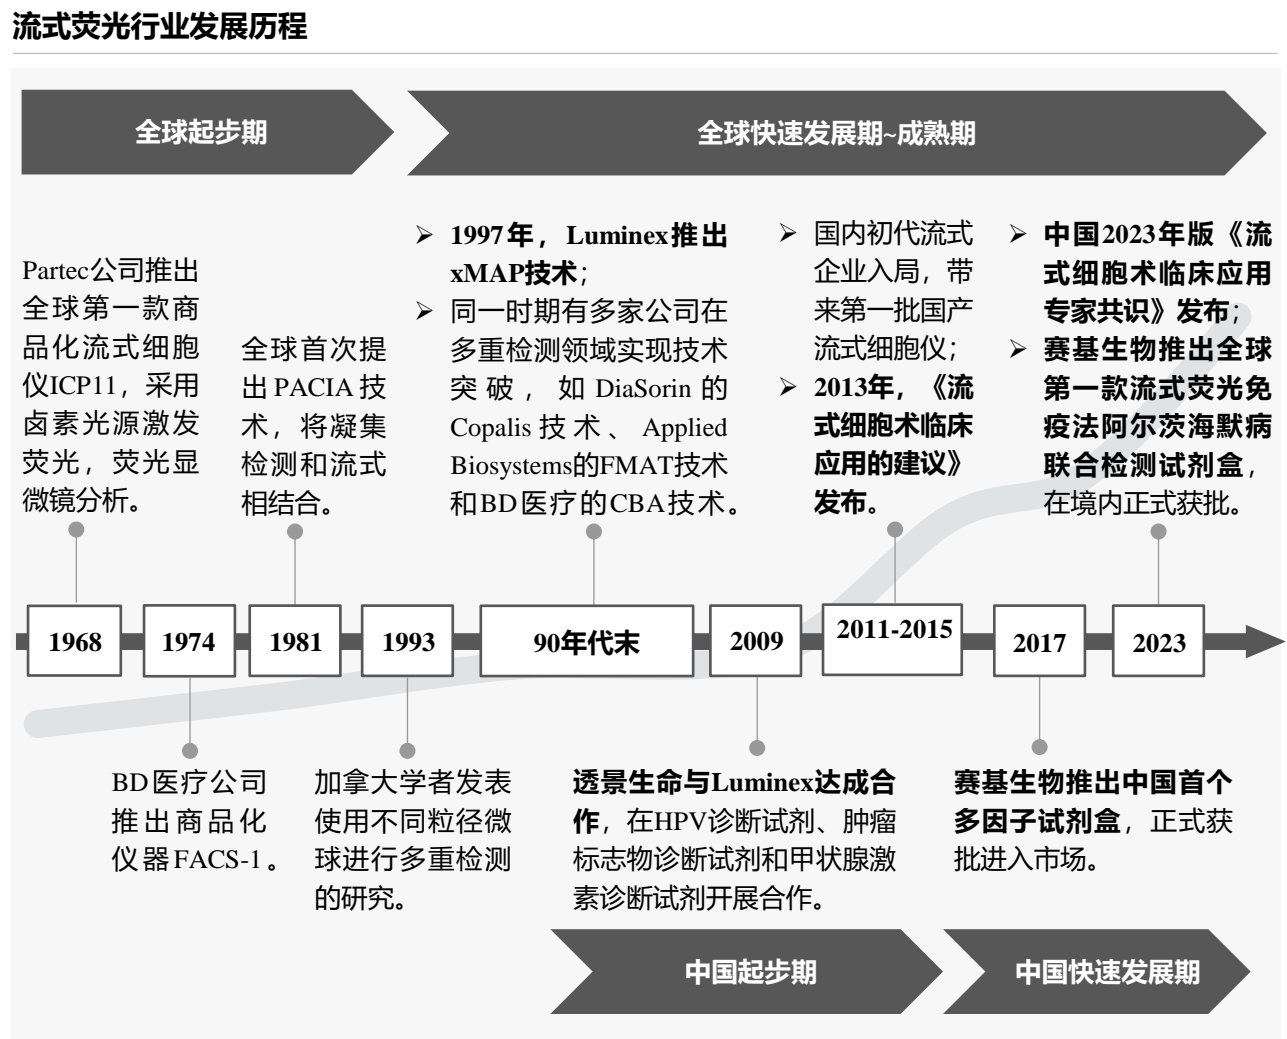 流式荧光行业发展历程
全球起步期
全球快速发展期~成熟期
Partec公司推出
全球第一款商
品化流式细胞
仪ICP11，采用
卤素光源激发
荧光，荧光显
微镜分析。
全球首次提
出PACIA技
术，将凝集
检测和流式
相结合。
➢ 1997年，Luminex推出
xMAP技术；
➢ 同一时期有多家公司在
多重检测领域实现技术
突破，如DiaSorin的
Copalis技术、Applied
Biosystems的FMAT技术
和BD医疗的CBA技术。
➢ 国内初代流式
企业入局，带
来第一批国产
流式细胞仪；
➢ 2013年，《流
式细胞术临床
应用的建议》
发布。
➢ 中国2023年版《流
式细胞术临床应用
专家共识》发布；
➢ 赛基生物推出全球
第一款流式荧光免
疫法阿尔茨海默病
联合检测试剂盒，
在境内正式获批。
1968
1974
1981
1993
90年代末
2009
2011-2015
2017
2023
BD医疗公司
推出商品化
仪器FACS-1。
加拿大学者发表
使用不同粒径微
球进行多重检测
的研究。
透景生命与Luminex达成合
作，在HPV诊断试剂、肿瘤
标志物诊断试剂和甲状腺激
素诊断试剂开展合作。
赛基生物推出中国首个
多因子试剂盒，正式获
批进入市场。
中国起步期
中国快速发展期